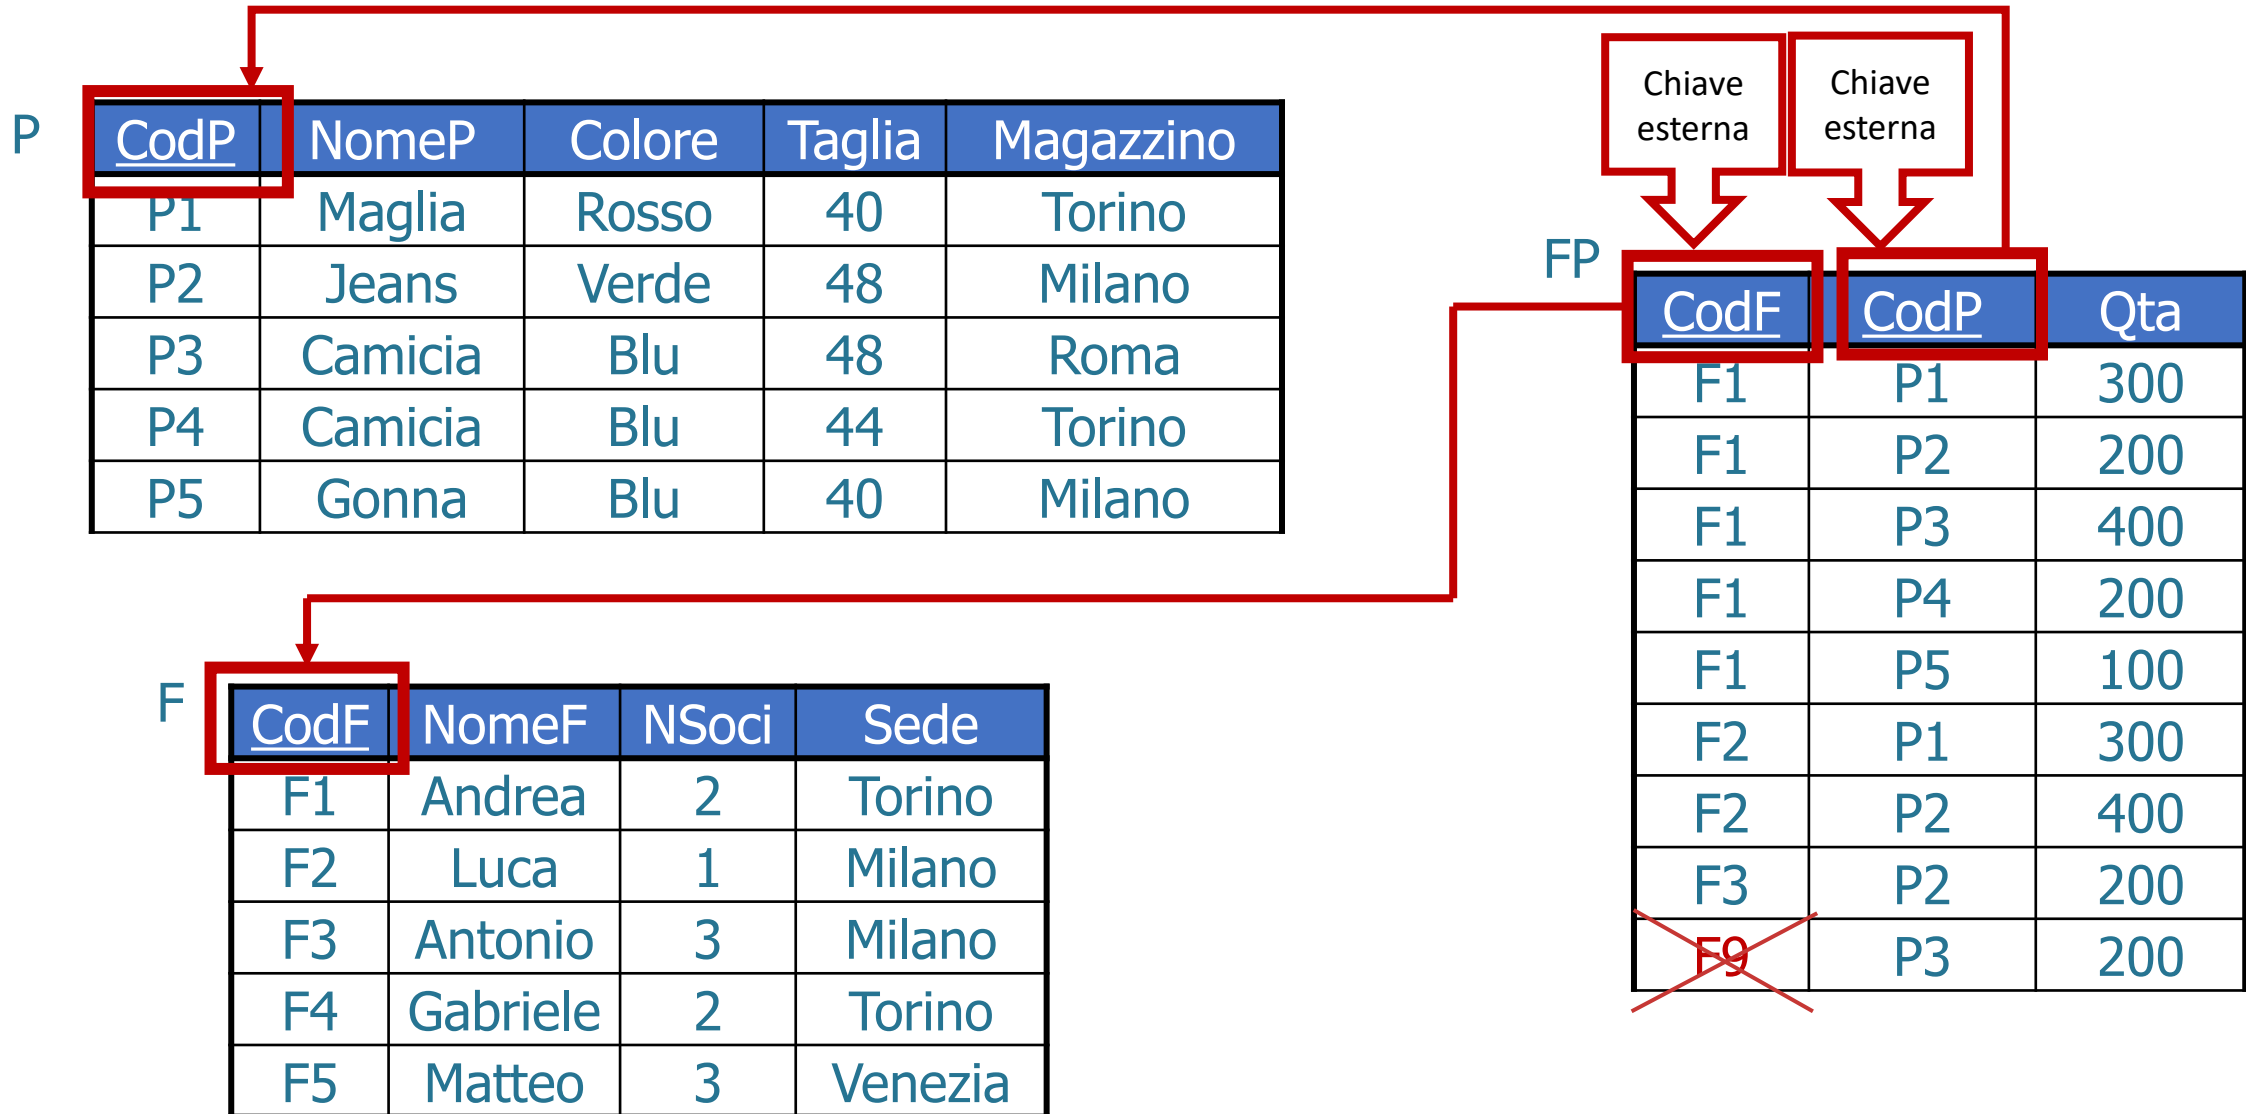 P
CodP NomeP Colore Taglia Magazzino
P1 Maglia Rosso 40 Torino
P2 Jeans Verde 48 Milano
P3 Camicia Blu 48 Roma
P4 Camicia Blu 44 Torino
P5 Gonna Blu 40 Milano
Chiave
esterna
Chiave
esterna
FP
CodF CodP Qta
F1 P1 300
F1 P2 200
F1 P3 400
F1 P4 200
F1 P5 100
F2 P1 300
F2 P2 400
F3 P2 200
F9 P3 200
F
CodF NomeF NSoci Sede
F1 Andrea 2 Torino
F2 Luca 1 Milano
F3 Antonio 3 Milano
F4 Gabriele 2 Torino
F5 Matteo 3 Venezia